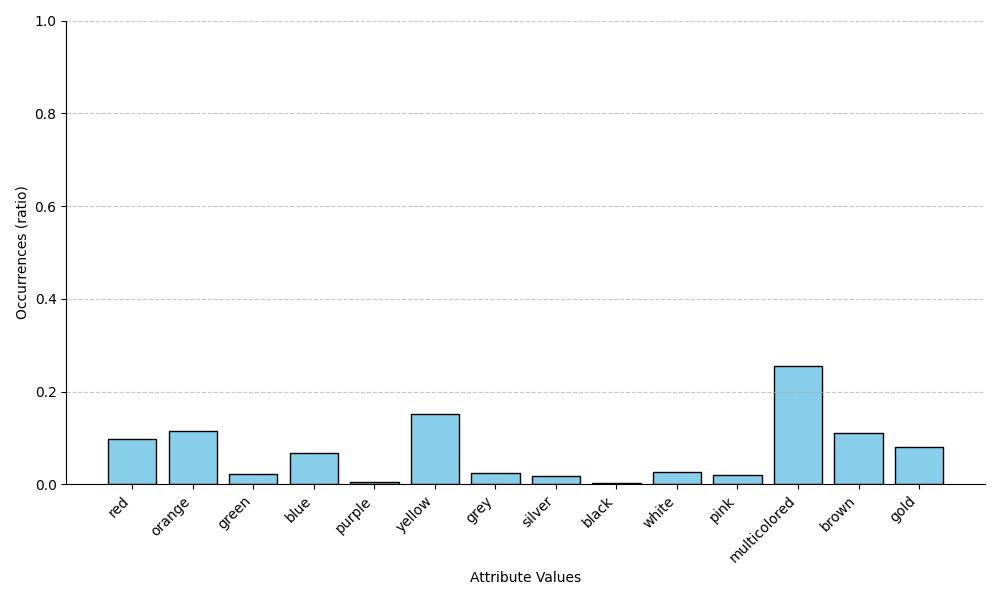 1.0
0.8
0.6
0.4
0.2
0.0
Occurrences (ratio)
red
orange
green
blue
purple
yellow
grey
silver
black
white
pink
multicolored
brown
gold
Attribute Values